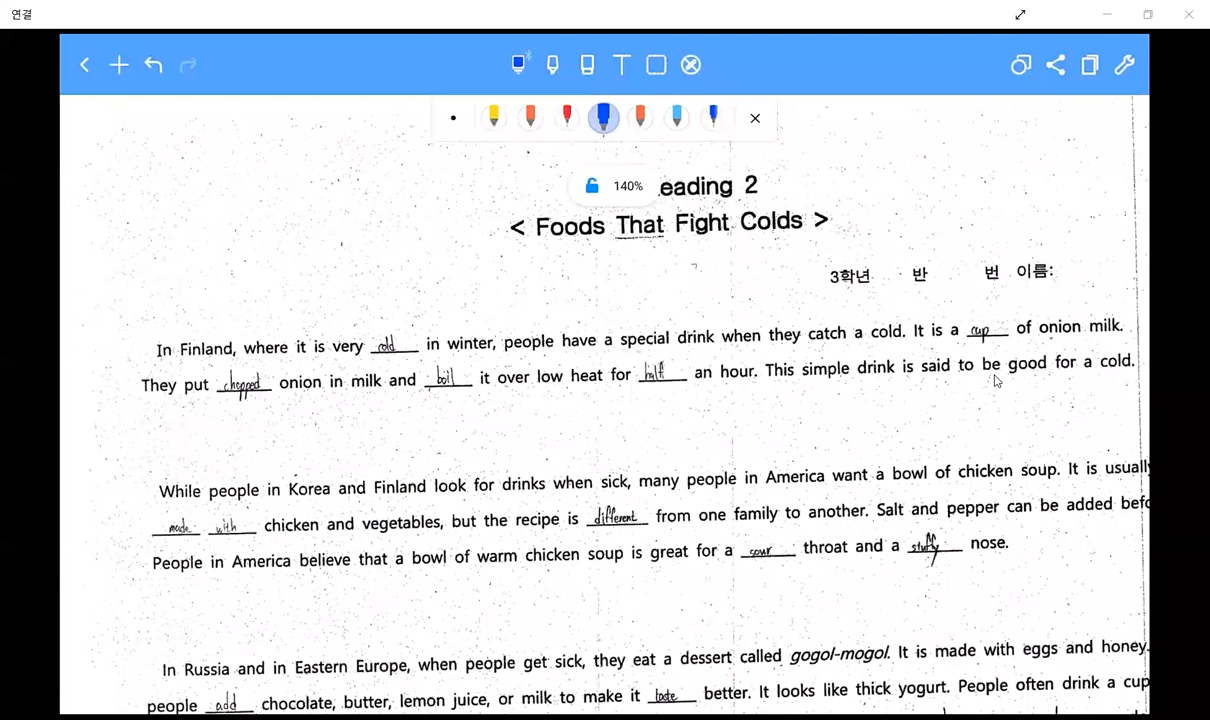 연결
140%
eading 2
< Foods That Fight Colds >
3학년 반 번 이름:
In Finland, where it is very cold in winter, people have a special drink when they catch a cold. It is a cup of onion milk.
They put chopped onion in milk and boil it over low heat for half an hour. This simple drink is said to be good for a cold.
While people in Korea and Finland look for drinks when sick, many people in America want a bowl of chicken soup. It is usually
made with chicken and vegetables, but the recipe is different from one family to another. Salt and pepper can be added befo
People in America believe that a bowl of warm chicken soup is great for a throat and a stuffy nose.
In Russia and in Eastern Europe, when people get sick, they eat a dessert called gogol-mogol. It is made with eggs and honey.
people add chocolate, butter, lemon juice, or milk to make it better. It looks like thick yogurt. People often drink a cup